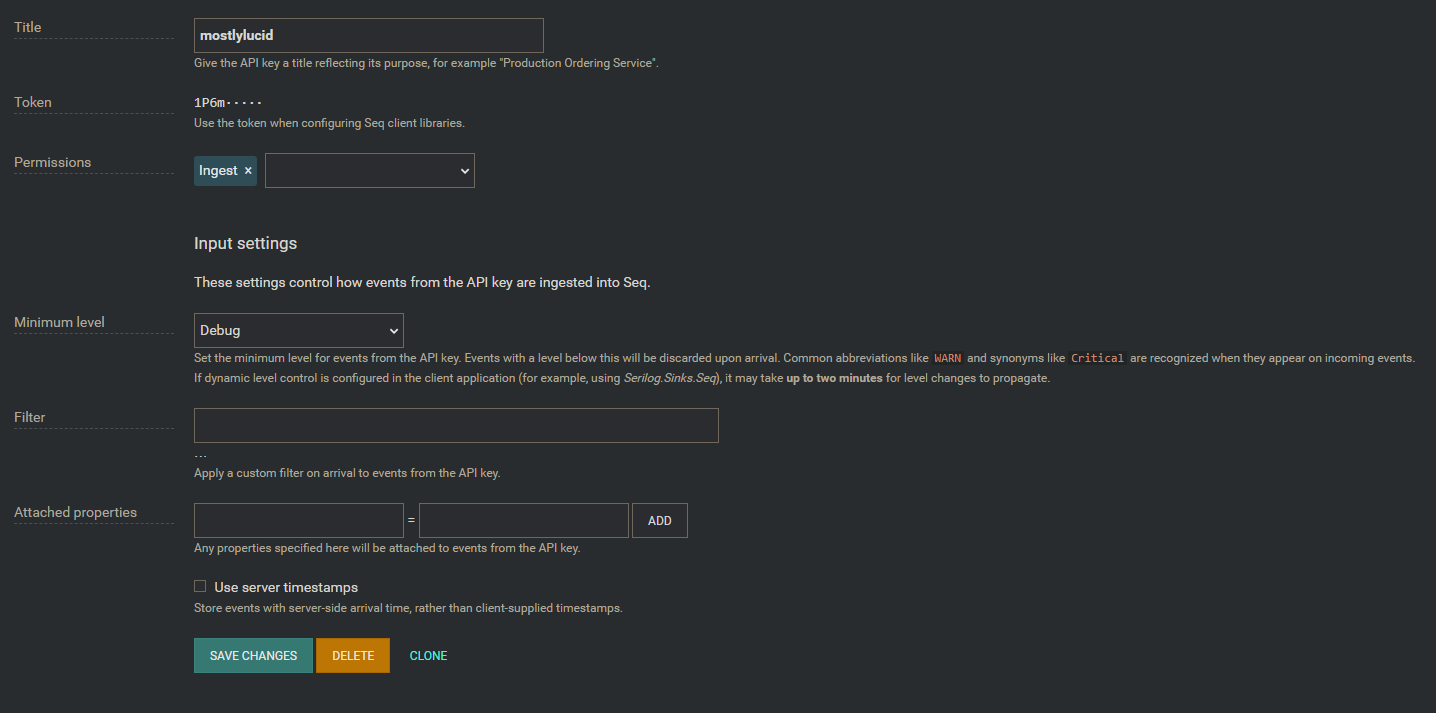 Title
mostlylucid
Give the API key a title reflecting its purpose, for example "Production Ordering Service".
Token
1P6m·····
Use the token when configuring Seq client libraries.
Permissions
Ingest ×
Input settings
These settings control how events from the API key are ingested into Seq.
Minimum level
Debug
Set the minimum level for events from the API key. Events with a level below this will be discarded upon arrival. Common abbreviations like WARN and synonyms like Critical are recognized when they appear on incoming events.
If dynamic level control is configured in the client application (for example, using Serilog.Sinks.Seq), it may take up to two minutes for level changes to propagate.
Filter
...
Apply a custom filter on arrival to events from the API key.
Attached properties
=
ADD
Any properties specified here will be attached to events from the API key.
Use server timestamps
Store events with server-side arrival time, rather than client-supplied timestamps.
SAVE CHANGES
DELETE
CLONE